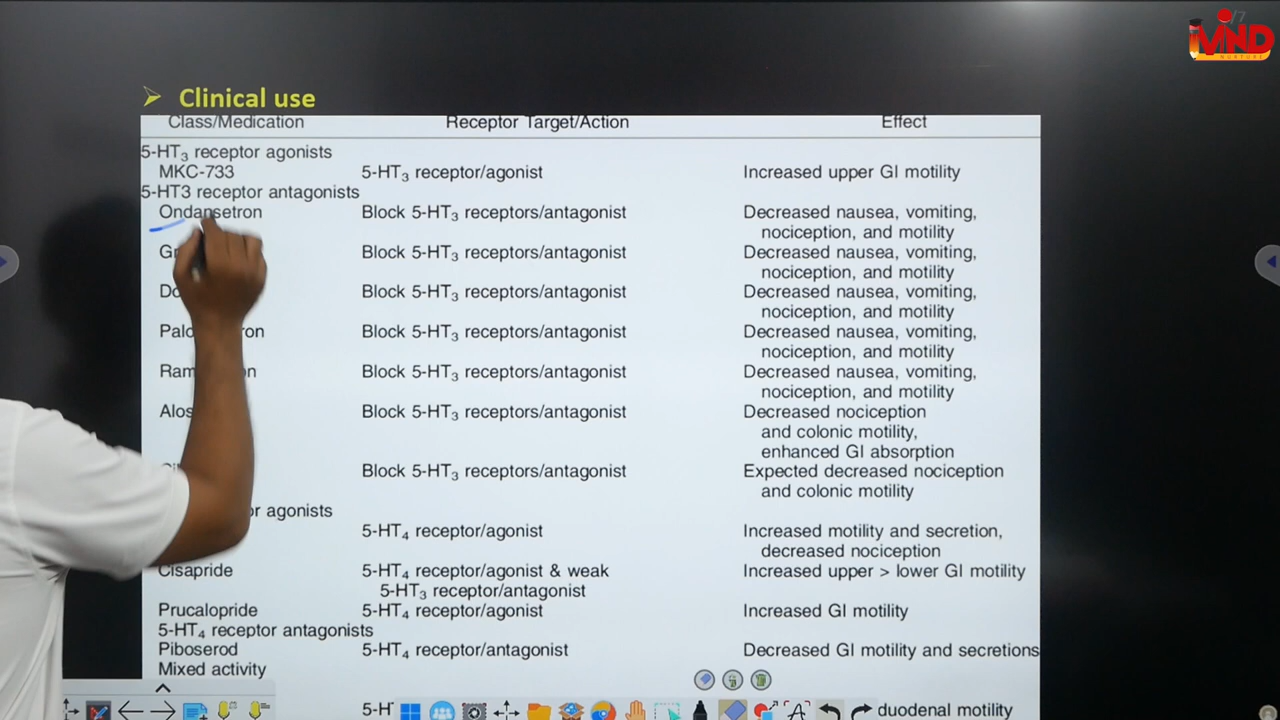 /7
MIND
NURTURE
Clinical use
Class/Medication Receptor Target/Action Effect
5-HT3 receptor agonists
MKC-733 5-HT3 receptor/agonist Increased upper GI motility
5-HT3 receptor antagonists
Ondansetron Block 5-HT3 receptors/antagonist Decreased nausea, vomiting,
nociception, and motility
Block 5-HT3 receptors/antagonist Decreased nausea, vomiting,
nociception, and motility
Block 5-HT3 receptors/antagonist Decreased nausea, vomiting,
nociception, and motility
Block 5-HT3 receptors/antagonist Decreased nausea, vomiting,
nociception, and motility
Block 5-HT3 receptors/antagonist Decreased nausea, vomiting,
nociception, and motility
Block 5-HT3 receptors/antagonist Decreased nociception
and colonic motility,
enhanced GI absorption
Block 5-HT3 receptors/antagonist Expected decreased nociception
and colonic motility
agonists
5-HT4 receptor/agonist Increased motility and secretion,
decreased nociception
Cisapride 5-HT4 receptor/agonist & weak Increased upper > lower GI motility
5-HT3 receptor/antagonist
Prucalopride 5-HT4 receptor/agonist Increased GI motility
5-HT4 receptor antagonists
Piboserod 5-HT4 receptor/antagonist Decreased GI motility and secretions
Mixed activity
duodenal motility